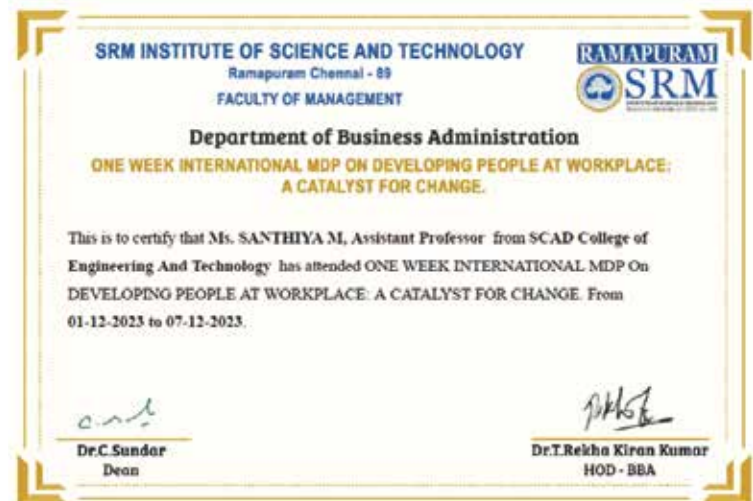 SRM INSTITUTE OF SCIENCE AND TECHNOLOGY
Ramapuram Chennai - 89
FACULTY OF MANAGEMENT
RAMAPURAM
SRM
Department of Business Administration
ONE WEEK INTERNATIONAL MDP ON DEVELOPING PEOPLE AT WORKPLACE:
A CATALYST FOR CHANGE.
This is to certify that Ms. SANTHIYA M, Assistant Professor from SCAD College of
Engineering And Technology has attended ONE WEEK INTERNATIONAL MDP On
DEVELOPING PEOPLE AT WORKPLACE: A CATALYST FOR CHANGE. From
01-12-2023 to 07-12-2023.
Dr.C.Sundar
Dean
Dr.T.Rekha Kiran Kumar
HOD - BBA